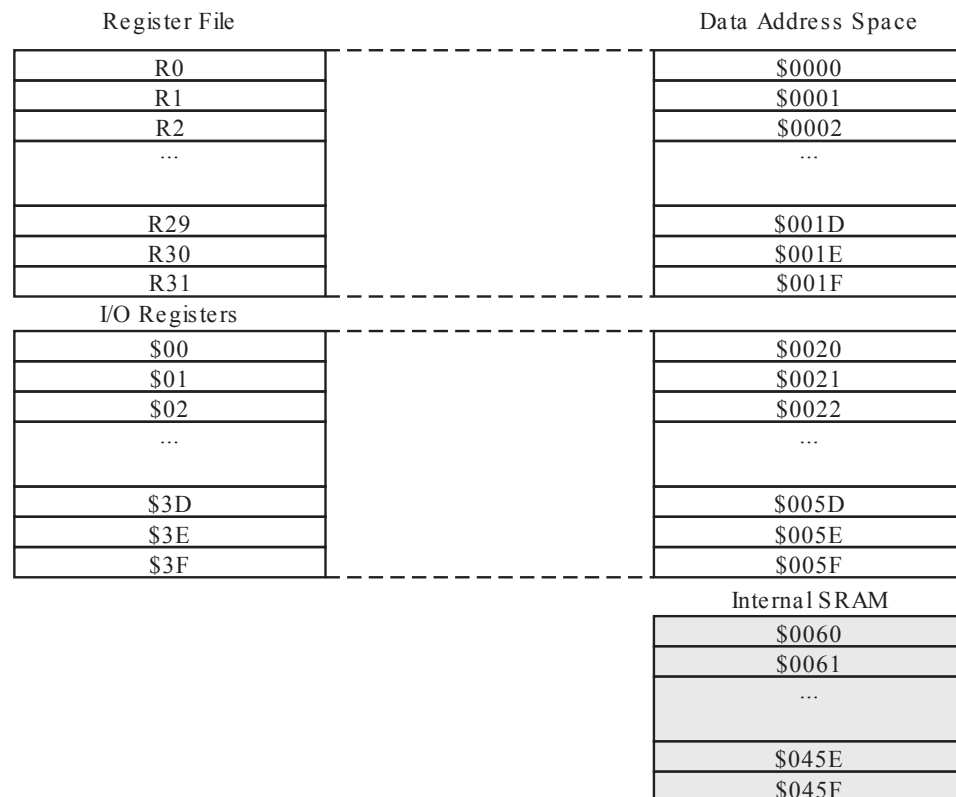 Register File Data Address Space
R0 $0000
R1 $0001
R2 $0002
... ...
R29 $001D
R30 $001E
R31 $001F
I/O Registers
$00 $0020
$01 $0021
$02 $0022
... ...
$3D $005D
$3E $005E
$3F $005F
Internal SRAM
$0060
$0061
...
$045E
$045F